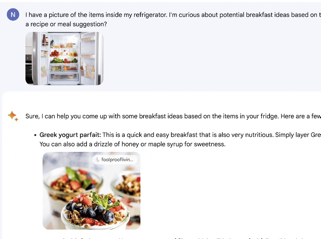 N
I have a picture of the items inside my refrigerator. I'm curious about potential breakfast ideas based on
a recipe or meal suggestion?
Sure, I can help you come up with some breakfast ideas based on the items in your fridge. Here are a few
• Greek yogurt parfait: This is a quick and easy breakfast that is also very nutritious. Simply layer Gre
You can also add a drizzle of honey or maple syrup for sweetness.
foolprooflivin...